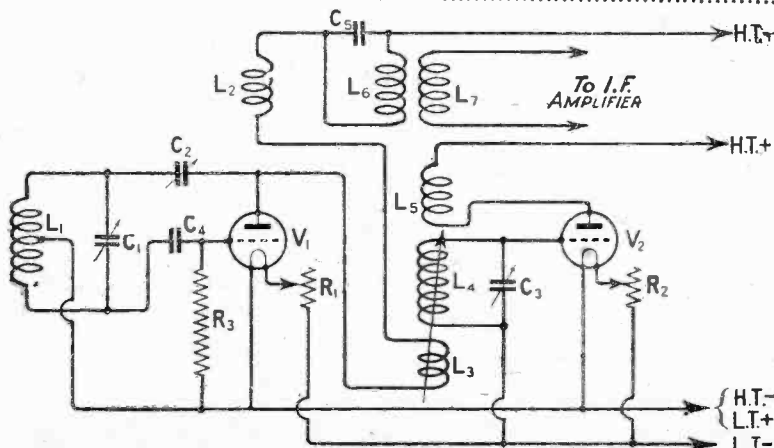 C5
H.T.+
L2
L6
L7
To I.F.
AMPLIFIER
H.T.+
C2
L5
L1
C1
C4
V1
V2
R1
L4
C3
R2
R3
L3
H.T.-
L.T.+
L.T.-